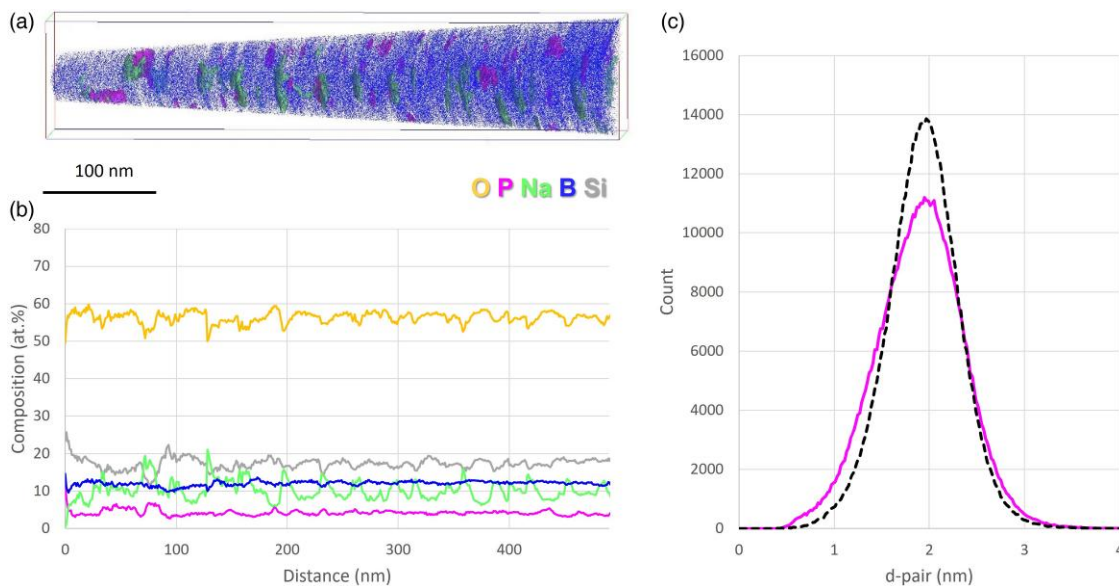 (a)
100 nm
O P Na B Si
(b)
80
70
60
50
40
30
20
10
0
Composition (at.%)
0 100 200 300 400
Distance (nm)
(c)
16000
14000
12000
10000
8000
6000
4000
2000
0
Count
0 1 2 3 4
d-pair (nm)